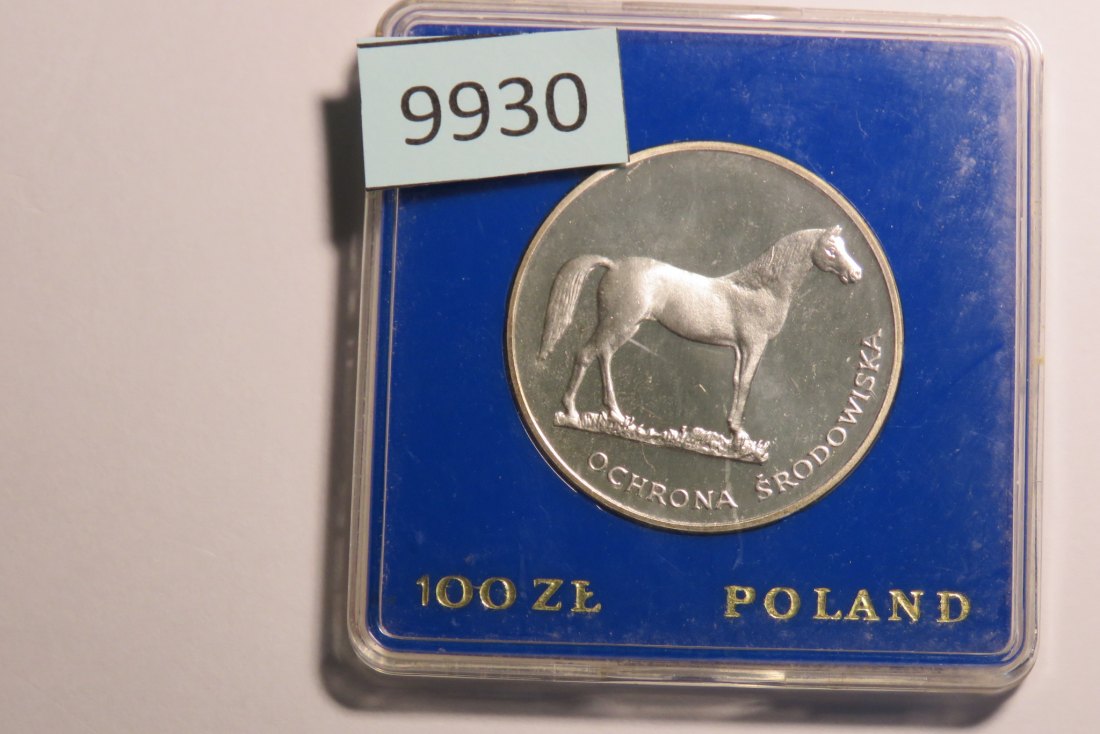 9930
OCHRONA ŚRODOWISKA
100 ZŁ POLAND